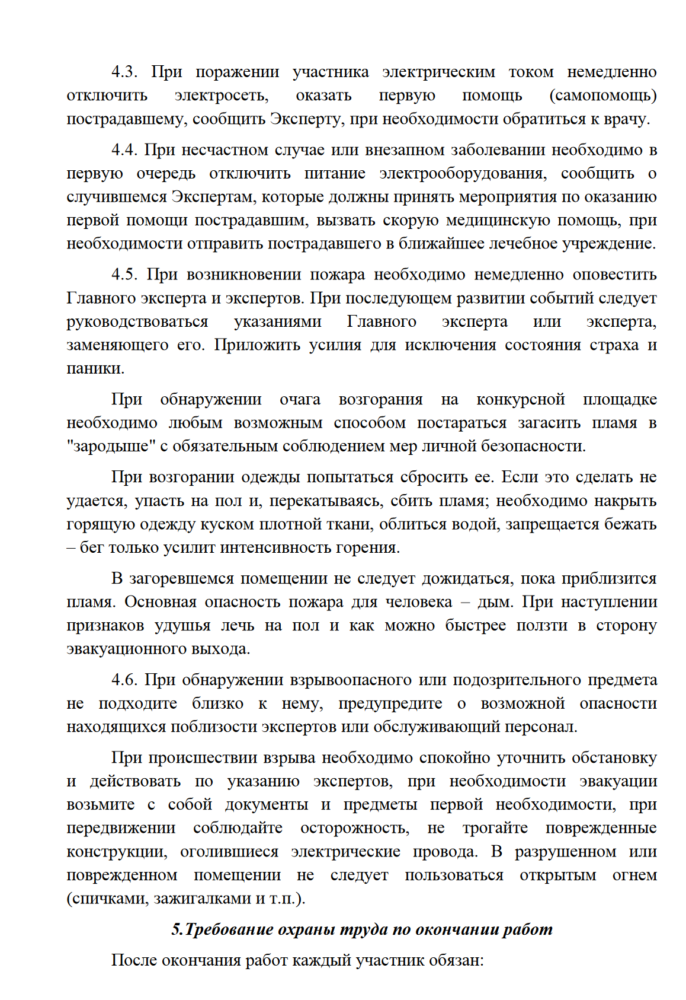 4.3. При поражении участника электрическим током немедленно
отключить электросеть, оказать первую помощь (самопомощь)
пострадавшему, сообщить Эксперту, при необходимости обратиться к врачу.
4.4. При несчастном случае или внезапном заболевании необходимо в
первую очередь отключить питание электрооборудования, сообщить о
случившемся Экспертам, которые должны принять мероприятия по оказанию
первой помощи пострадавшим, вызвать скорую медицинскую помощь, при
необходимости отправить пострадавшего в ближайшее лечебное учреждение.
4.5. При возникновении пожара необходимо немедленно оповестить
Главного эксперта и экспертов. При последующем развитии событий следует
руководствоваться указаниями Главного эксперта или эксперта,
заменяющего его. Приложить усилия для исключения состояния страха и
паники.
При обнаружении очага возгорания на конкурсной площадке
необходимо любым возможным способом постараться загасить пламя в
"зародыше" с обязательным соблюдением мер личной безопасности.
При возгорании одежды попытаться сбросить ее. Если это сделать не
удается, упасть на пол и, перекатываясь, сбить пламя; необходимо накрыть
горящую одежду куском плотной ткани, облиться водой, запрещается бежать
– бег только усилит интенсивность горения.
В загоревшемся помещении не следует дожидаться, пока приблизится
пламя. Основная опасность пожара для человека – дым. При наступлении
признаков удушья лечь на пол и как можно быстрее ползти в сторону
эвакуационного выхода.
4.6. При обнаружении взрывоопасного или подозрительного предмета
не подходите близко к нему, предупредите о возможной опасности
находящихся поблизости экспертов или обслуживающий персонал.
При происшествии взрыва необходимо спокойно уточнить обстановку
и действовать по указанию экспертов, при необходимости эвакуации
возьмите с собой документы и предметы первой необходимости, при
передвижении соблюдайте осторожность, не трогайте поврежденные
конструкции, оголившиеся электрические провода. В разрушенном или
поврежденном помещении не следует пользоваться открытым огнем
(спичками, зажигалками и т.п.).
5.Требование охраны труда по окончании работ
После окончания работ каждый участник обязан: